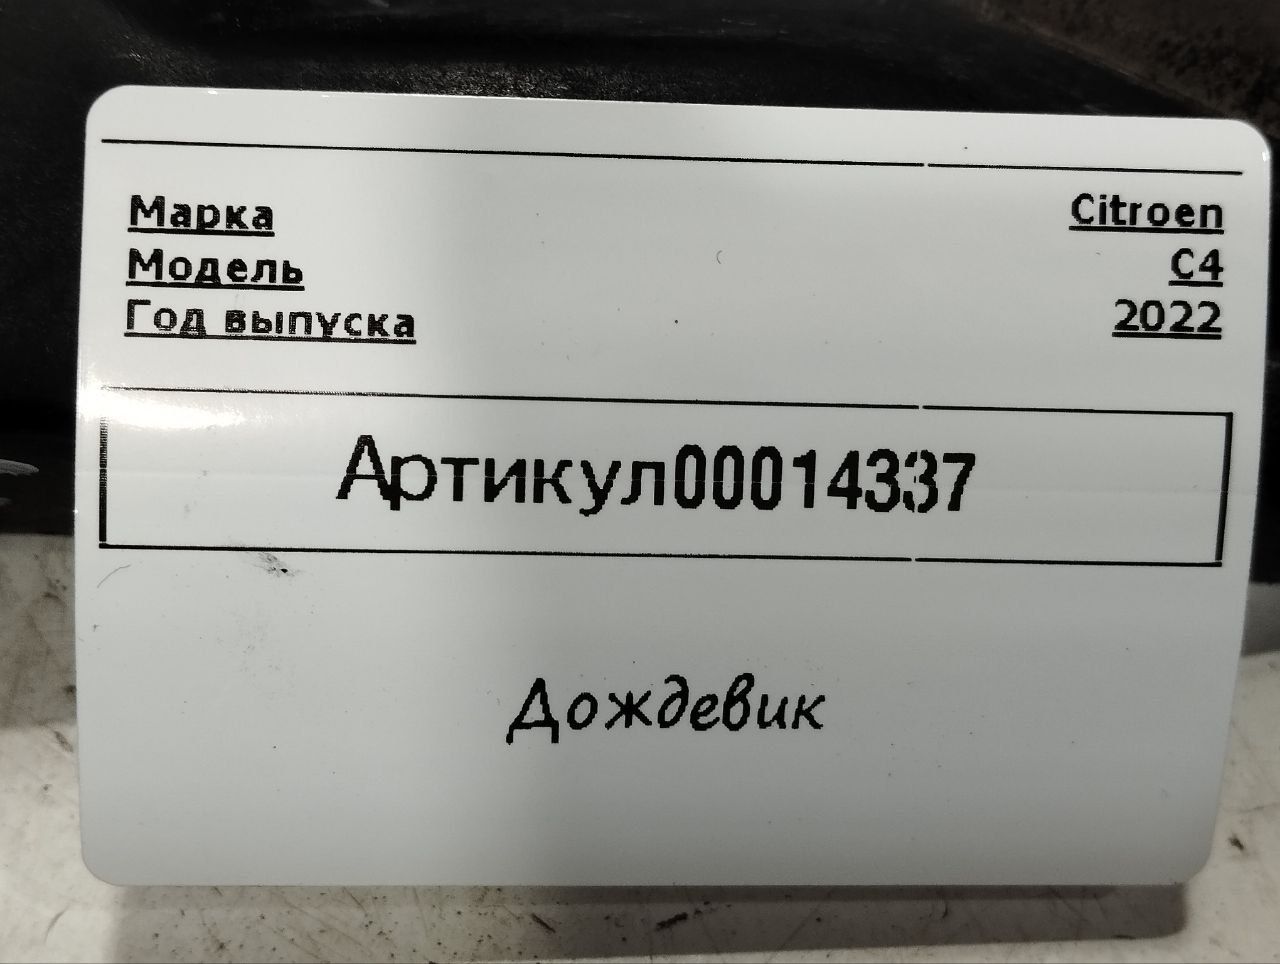 Марка Citroen
Модель C4
Год выпуска 2022
Артикул00014337
Дождевик